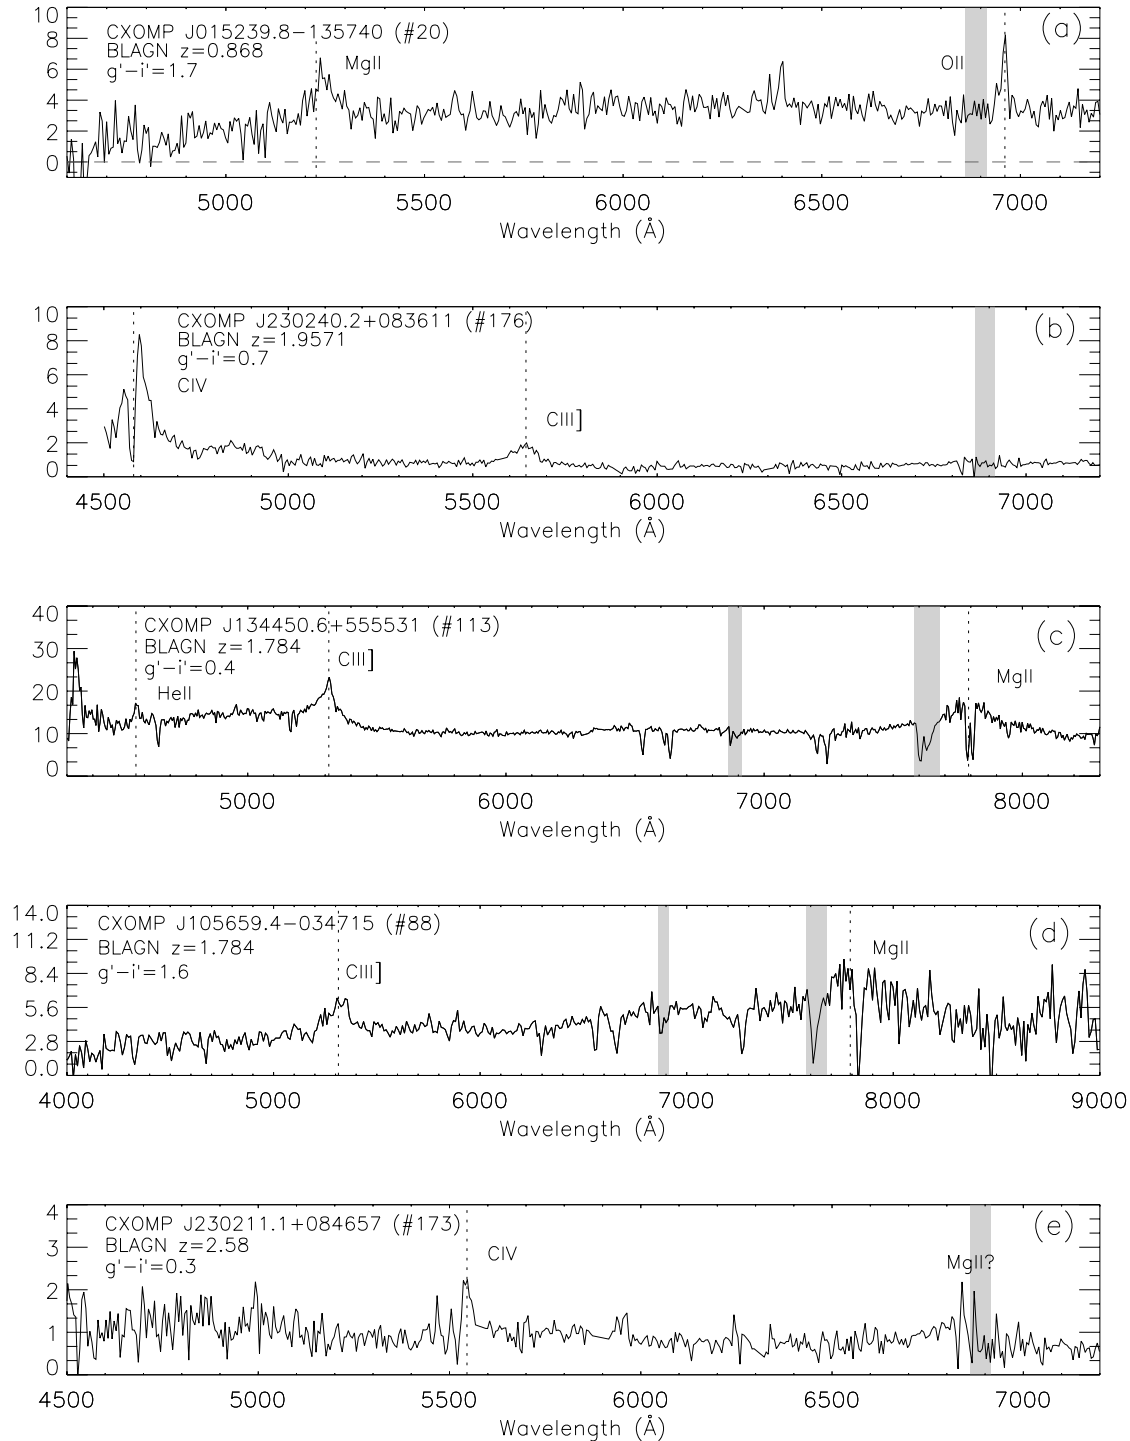 10
8
6
4
2
0
CXOMP J015239.8−135740 (#20)
BLAGN z=0.868
g'−i'=1.7
MgII
OII
(a)
5000 5500 6000 6500 7000
Wavelength (Å)
10
8
6
4
2
0
CXOMP J230240.2+083611 (#176)
BLAGN z=1.9571
g'−i'=0.7
CIV
CIII]
(b)
4500 5000 5500 6000 6500 7000
Wavelength (Å)
40
30
20
10
0
CXOMP J134450.6+555531 (#113)
BLAGN z=1.784
g'−i'=0.4
HeII
CIII]
MgII
(c)
5000 6000 7000 8000
Wavelength (Å)
14.0
11.2
8.4
5.6
2.8
0.0
CXOMP J105659.4−034715 (#88)
BLAGN z=1.784
g'−i'=1.6
CIII]
MgII
(d)
4000 5000 6000 7000 8000 9000
Wavelength (Å)
4
3
2
1
0
CXOMP J230211.1+084657 (#173)
BLAGN z=2.58
g'−i'=0.3
CIV
MgII?
(e)
4500 5000 5500 6000 6500 7000
Wavelength (Å)